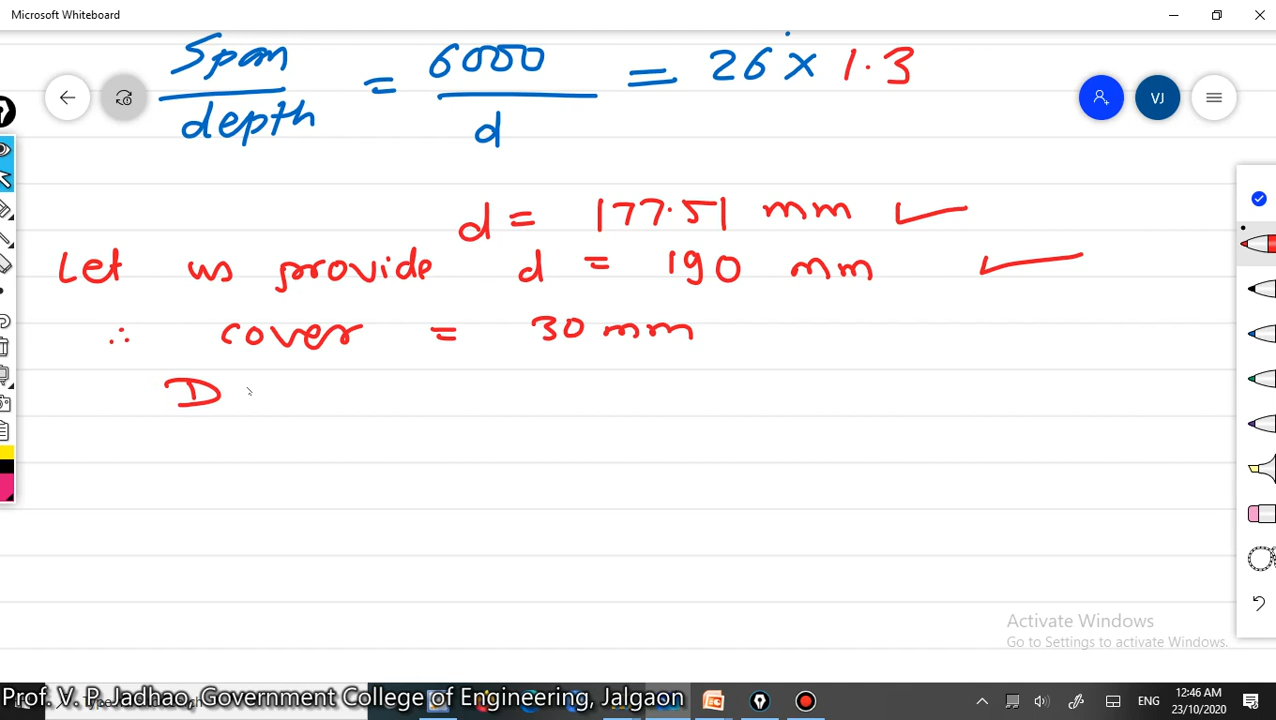 Microsoft Whiteboard
Span / depth = 6000 / d = 26 × 1.3
VJ
d = 177.51 mm
Let us provide d = 190 mm
∴ cover = 30 mm
D
Activate Windows
Go to Settings to activate Windows.
Prof. V. P. Jadhao, Government College of Engineering, Jalgaon
ENG
12:46 AM
23/10/2020